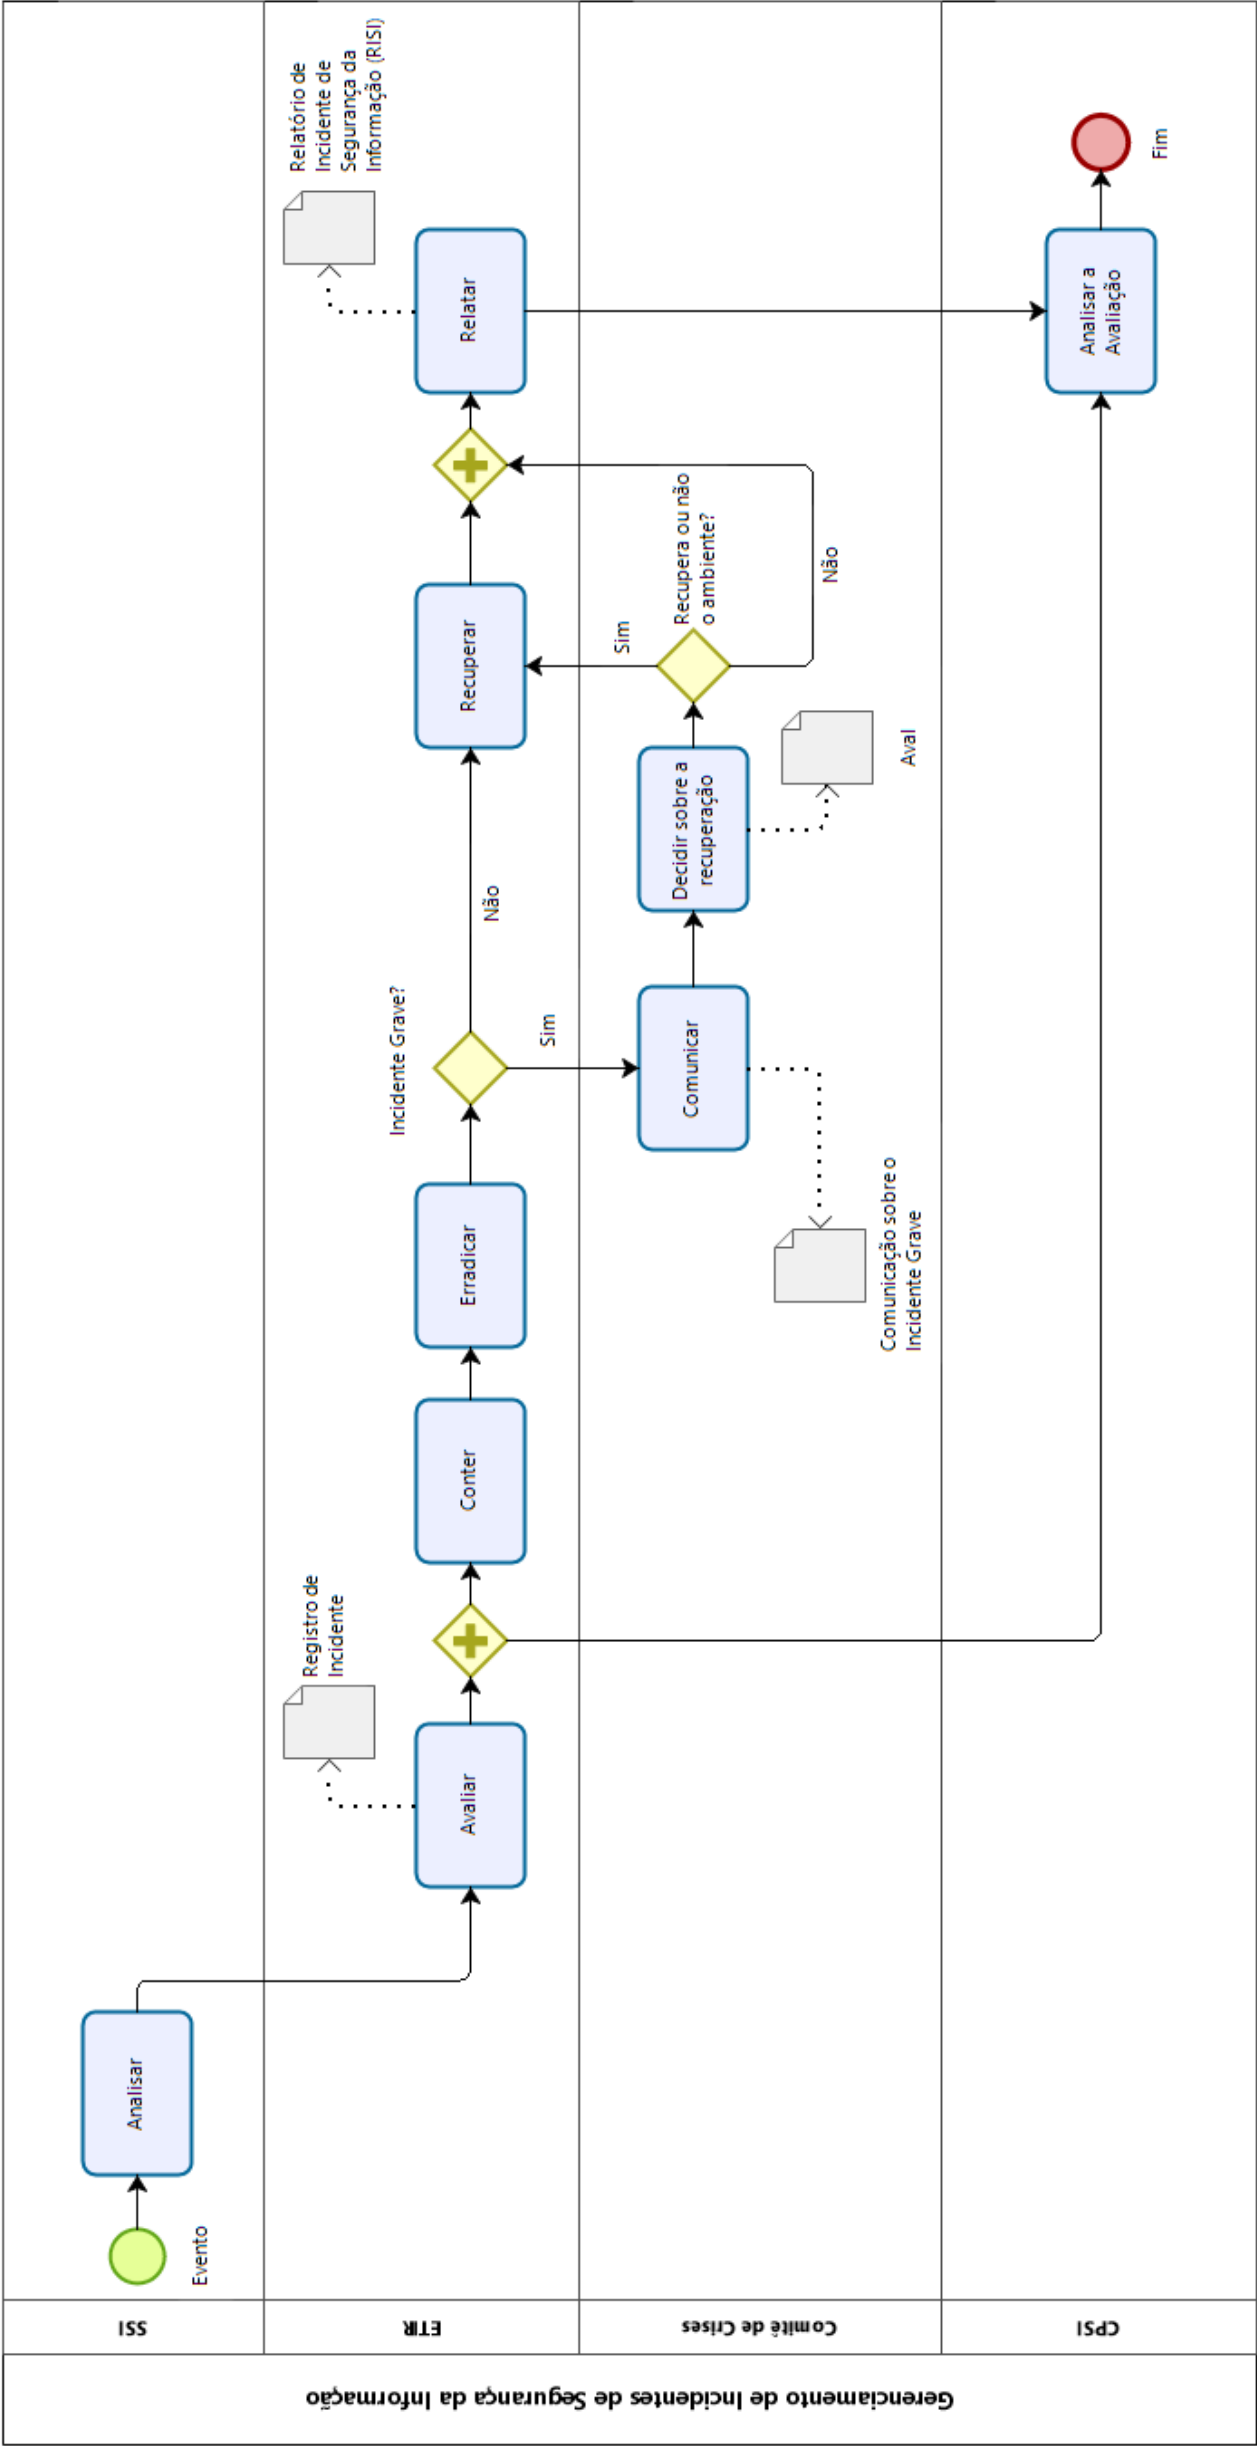 Gerenciamento de Incidentes de Segurança da Informação
SSI
Evento
Analisar
ETIR
Avaliar
Registro de
Incidente
Conter
Erradicar
Incidente Grave?
Não
Sim
Recuperar
Relatar
Relatório de
Incidente de
Segurança da
Informação (RISI)
Comitê de Crises
Comunicar
Comunicação sobre o
Incidente Grave
Decidir sobre a
recuperação
Aval
Recupera ou não
o ambiente?
Sim
Não
CPSI
Analisar a
Avaliação
Fim